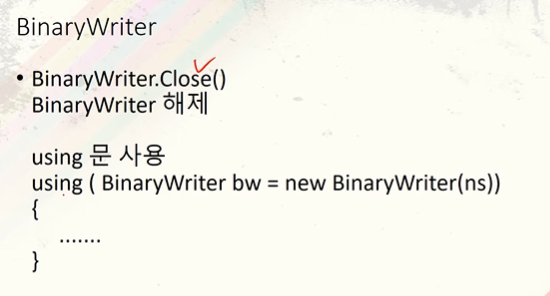 BinaryWriter
• BinaryWriter.Close()
BinaryWriter 해제
using 문 사용
using ( BinaryWriter bw = new BinaryWriter(ns))
{
.......
}